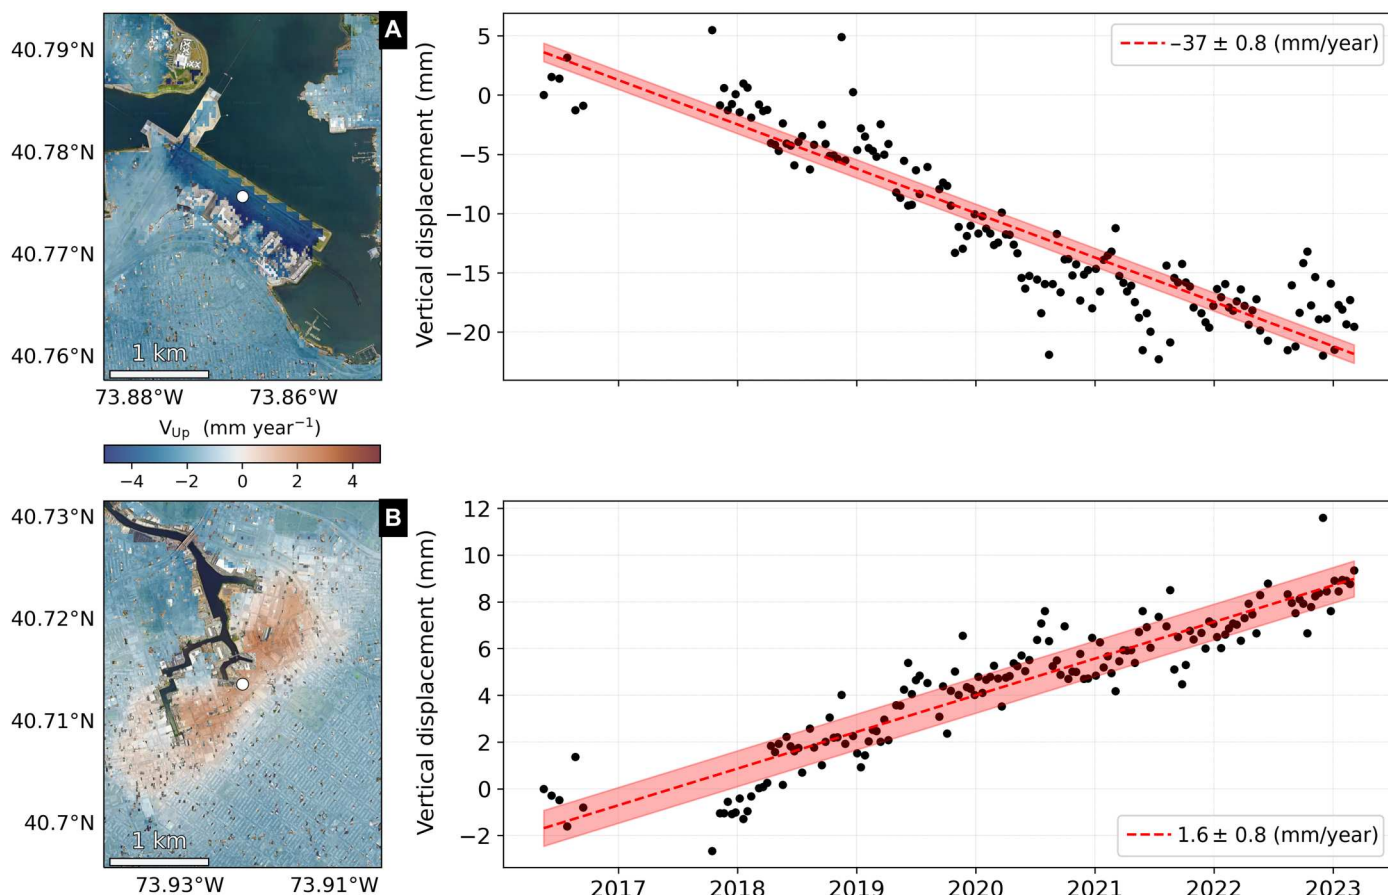 A
40.79°N
40.78°N
40.77°N
40.76°N
1 km
73.88°W 73.86°W
Vertical displacement (mm)
5
0
−5
−10
−15
−20
–37 ± 0.8 (mm/year)
V_Up (mm year⁻¹)
−4 −2 0 2 4
B
40.73°N
40.72°N
40.71°N
40.7°N
1 km
73.93°W 73.91°W
Vertical displacement (mm)
12
10
8
6
4
2
0
−2
1.6 ± 0.8 (mm/year)
2017 2018 2019 2020 2021 2022 2023